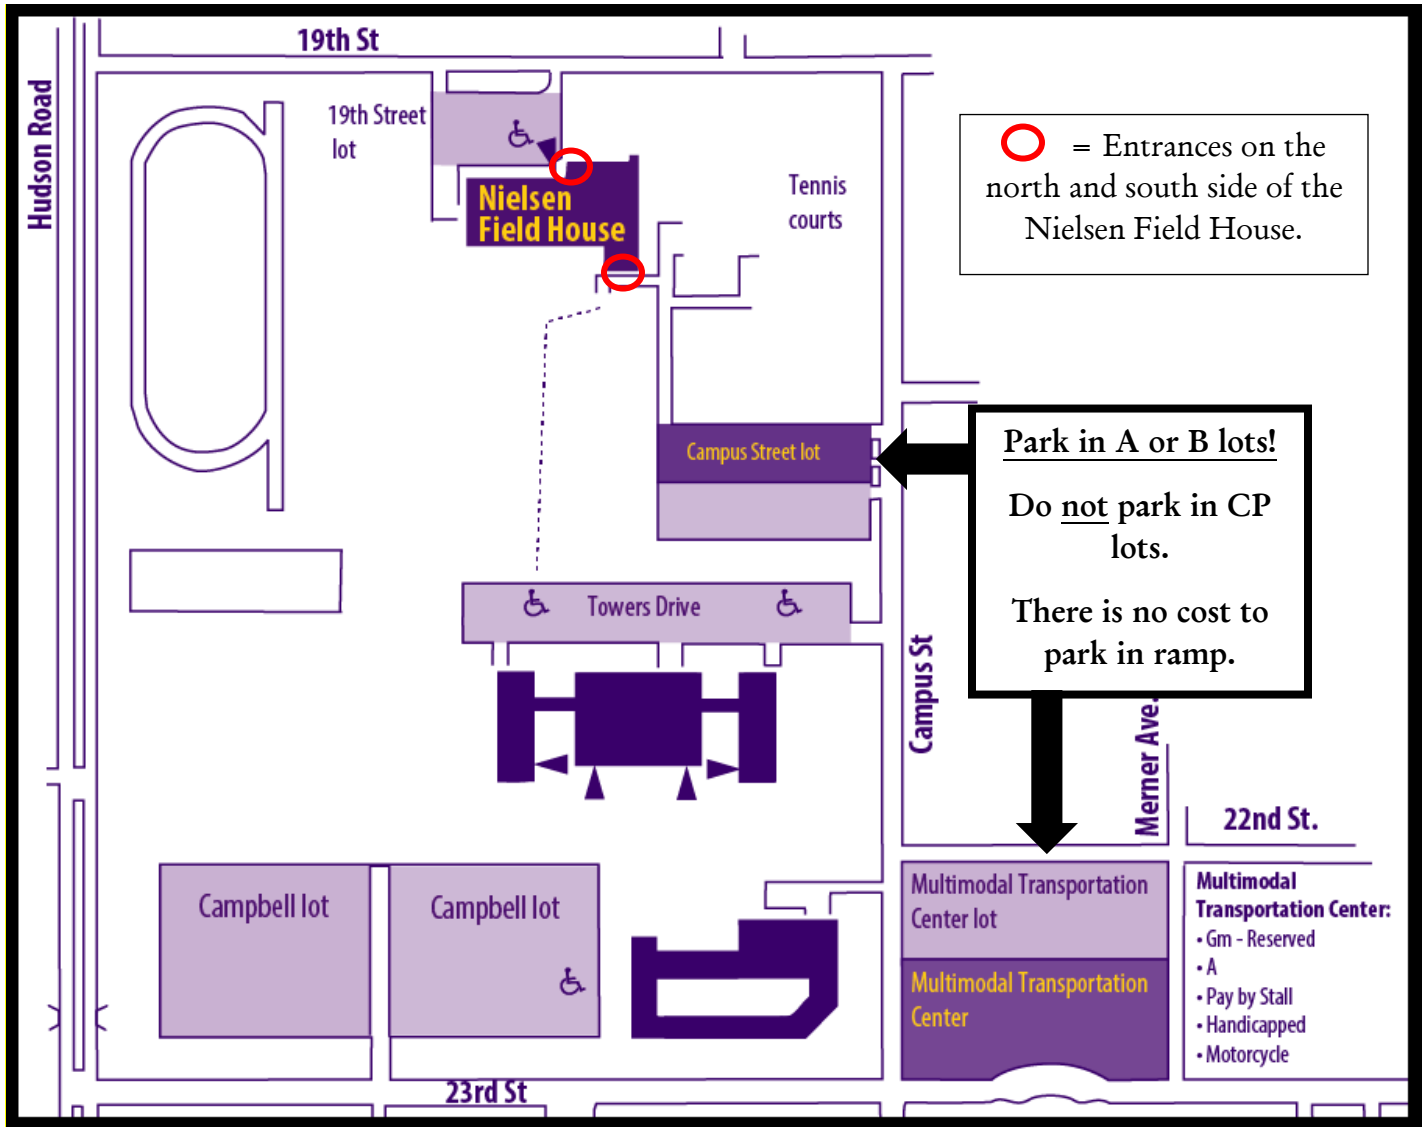 19th St
Hudson Road
19th Street
lot
Nielsen
Field House
Tennis
courts
= Entrances on the
north and south side of the
Nielsen Field House.
Campus Street lot
Park in A or B lots!
Do not park in CP
lots.
There is no cost to
park in ramp.
Towers Drive
Campus St
Merner Ave.
22nd St.
Campbell lot
Campbell lot
Multimodal Transportation
Center lot
Multimodal Transportation
Center
Multimodal
Transportation Center:
• Gm - Reserved
• A
• Pay by Stall
• Handicapped
• Motorcycle
23rd St